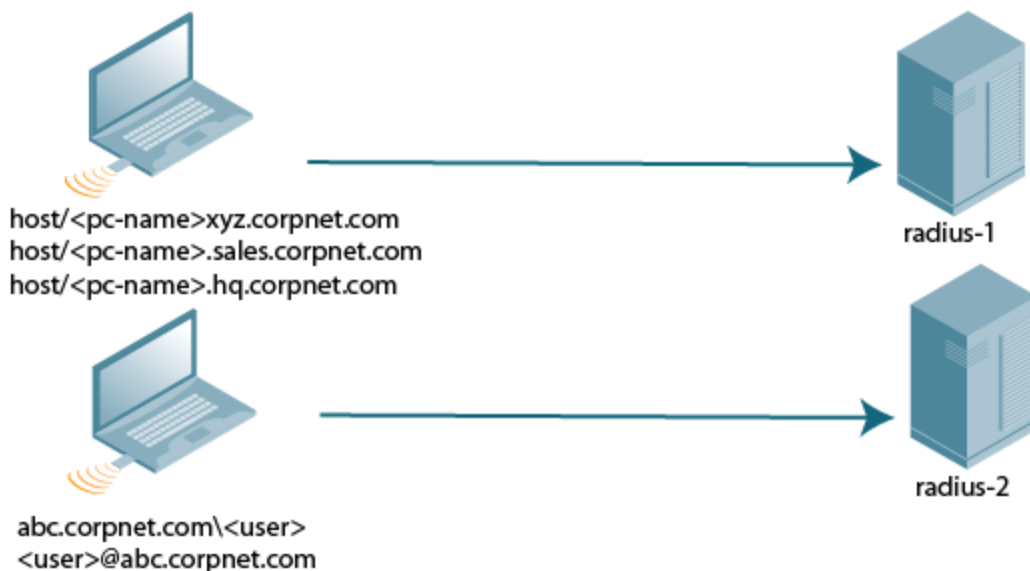 host/<pc-name>xyz.corpnet.com
host/<pc-name>.sales.corpnet.com
host/<pc-name>.hq.corpnet.com
radius-1
abc.corpnet.com\<user>
<user>@abc.corpnet.com
radius-2